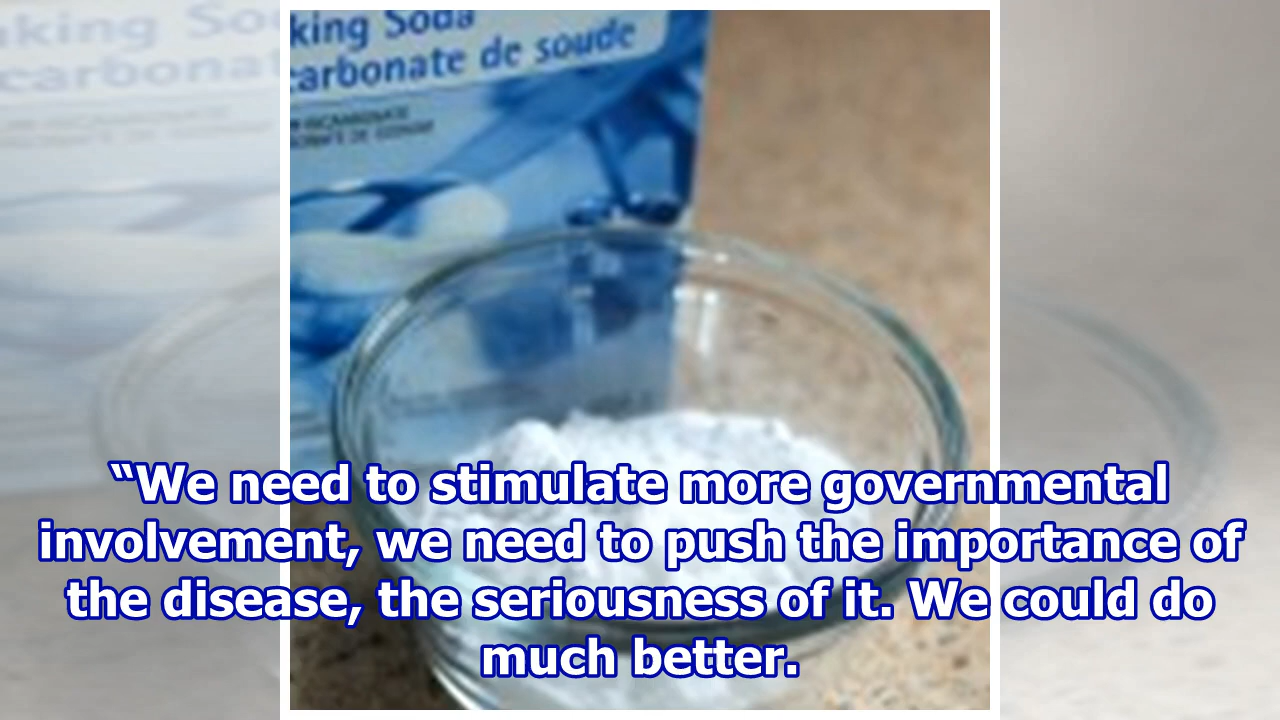 king Soda
carbonate de soude
“We need to stimulate more governmental
involvement, we need to push the importance of
the disease, the seriousness of it. We could do
much better.